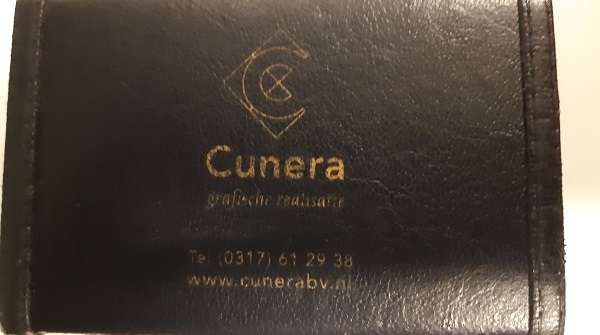 Cunera
grafische realisatie
Tel (0317) 61 29 38
www.cunerabv.nl